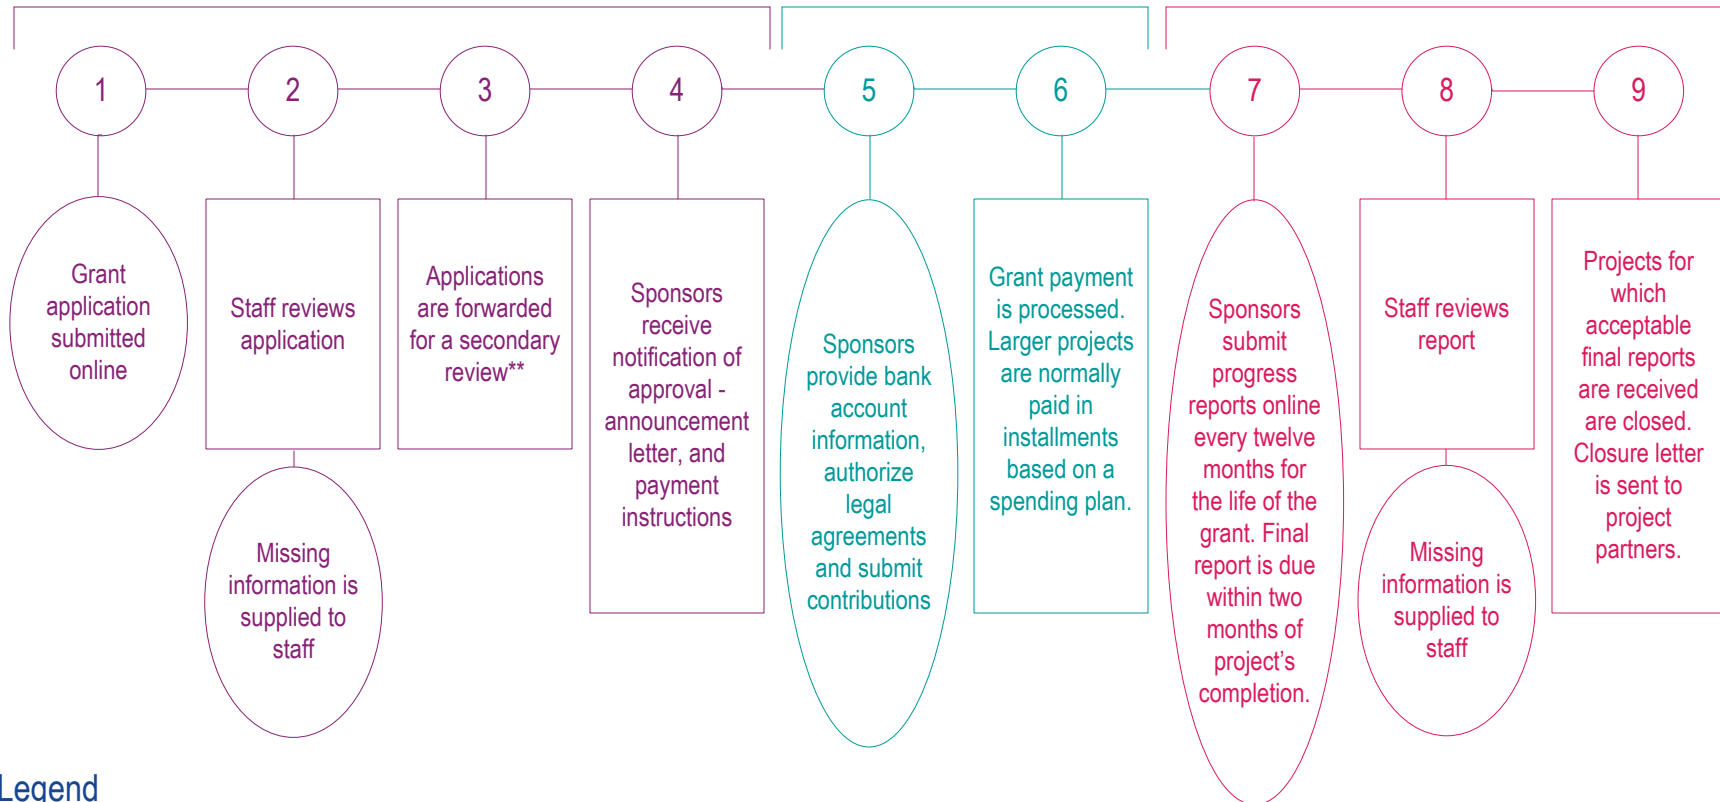 1
2
3
4
5
6
7
8
9
Grant
application
submitted
online
Staff reviews
application
Missing
information is
supplied to
staff
Applications
are forwarded
for a secondary
review**
Sponsors
receive
notification of
approval -
announcement
letter, and
payment
instructions
Sponsors
provide bank
account
information,
authorize
legal
agreements
and submit
contributions
Grant payment
is processed.
Larger projects
are normally
paid in
installments
based on a
spending plan.
Sponsors
submit
progress
reports online
every twelve
months for
the life of the
grant. Final
report is due
within two
months of
project’s
completion.
Staff reviews
report
Missing
information is
supplied to
staff
Projects for
which
acceptable
final reports
are received
are closed.
Closure letter
is sent to
project
partners.
Legend